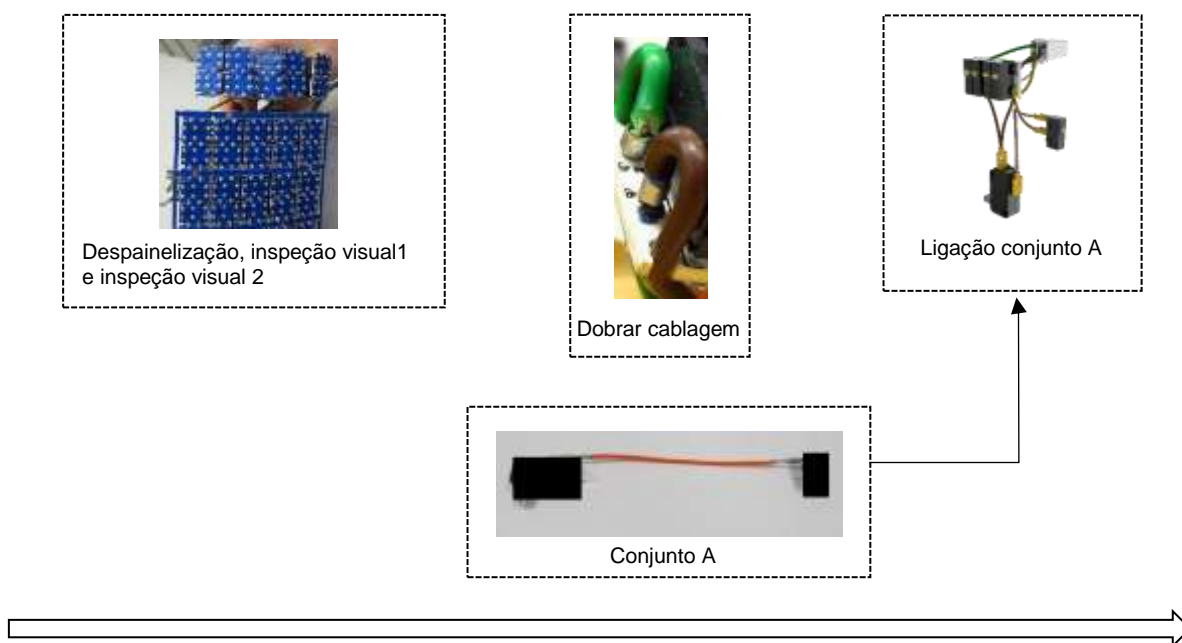 Despainelização, inspeção visual1
e inspeção visual 2
Dobrar cablagem
Ligação conjunto A
Conjunto A